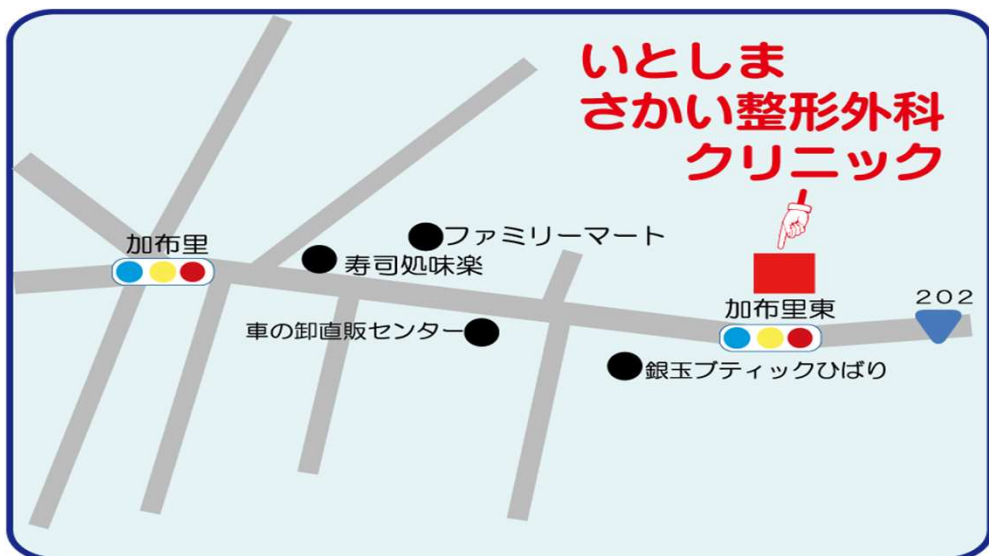 いとしま
さかい整形外科
クリニック
加布里
ファミリーマート
寿司処味楽
車の卸直販センター
加布里東
202
銀玉ブティックひばり